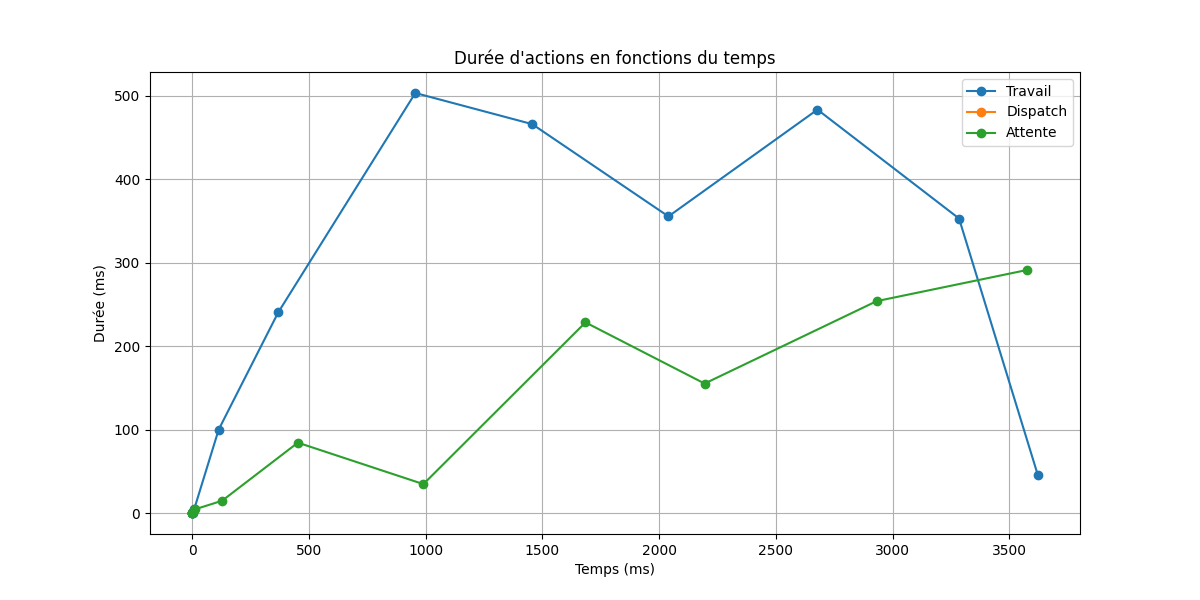 Durée d'actions en fonctions du temps
Travail
Dispatch
Attente
Durée (ms)
500
400
300
200
100
0
0 500 1000 1500 2000 2500 3000 3500
Temps (ms)